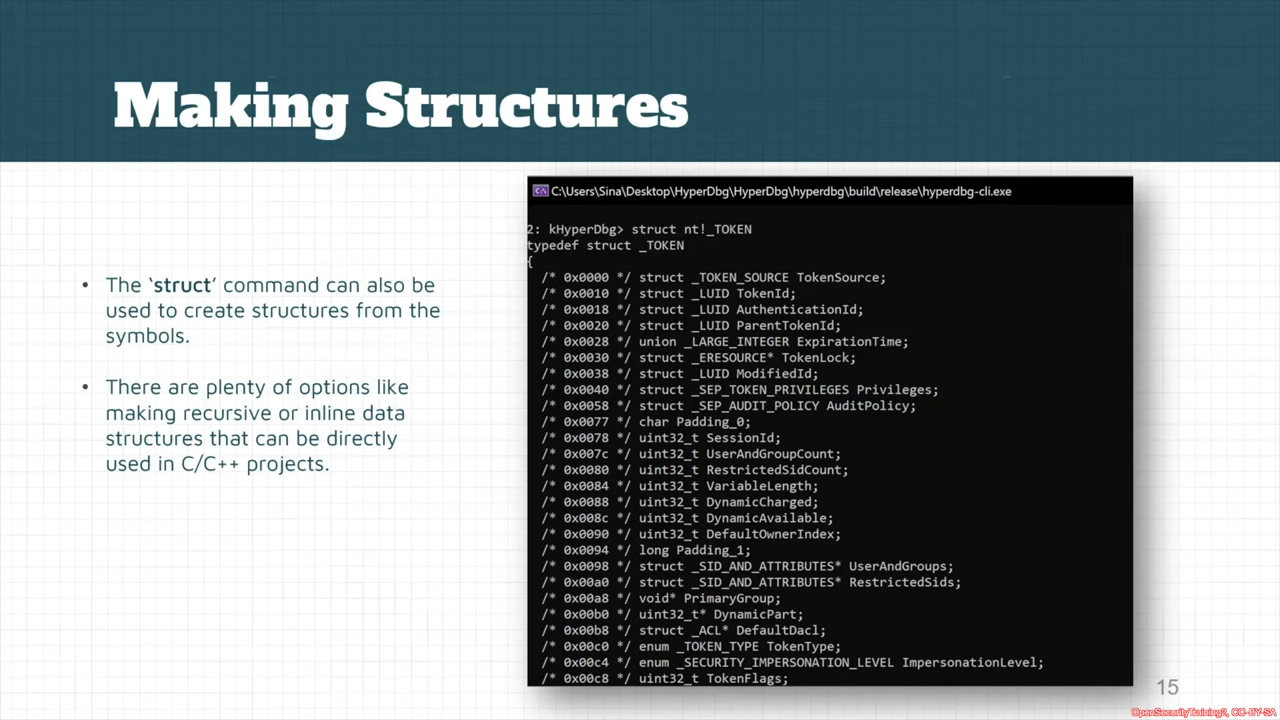 Making Structures
• The ‘struct’ command can also be
used to create structures from the
symbols.
• There are plenty of options like
making recursive or inline data
structures that can be directly
used in C/C++ projects.
C:\Users\Sina\Desktop\HyperDbg\HyperDbg\hyperdbg\build\release\hyperdbg-cli.exe
2: kHyperDbg> struct nt!_TOKEN
typedef struct _TOKEN
{
/* 0x0000 */ struct _TOKEN_SOURCE TokenSource;
/* 0x0010 */ struct _LUID TokenId;
/* 0x0018 */ struct _LUID AuthenticationId;
/* 0x0020 */ struct _LUID ParentTokenId;
/* 0x0028 */ union _LARGE_INTEGER ExpirationTime;
/* 0x0030 */ struct _ERESOURCE* TokenLock;
/* 0x0038 */ struct _LUID ModifiedId;
/* 0x0040 */ struct _SEP_TOKEN_PRIVILEGES Privileges;
/* 0x0058 */ struct _SEP_AUDIT_POLICY AuditPolicy;
/* 0x0077 */ char Padding_0;
/* 0x0078 */ uint32_t SessionId;
/* 0x007c */ uint32_t UserAndGroupCount;
/* 0x0080 */ uint32_t RestrictedSidCount;
/* 0x0084 */ uint32_t VariableLength;
/* 0x0088 */ uint32_t DynamicCharged;
/* 0x008c */ uint32_t DynamicAvailable;
/* 0x0090 */ uint32_t DefaultOwnerIndex;
/* 0x0094 */ long Padding_1;
/* 0x0098 */ struct _SID_AND_ATTRIBUTES* UserAndGroups;
/* 0x00a0 */ struct _SID_AND_ATTRIBUTES* RestrictedSids;
/* 0x00a8 */ void* PrimaryGroup;
/* 0x00b0 */ uint32_t* DynamicPart;
/* 0x00b8 */ struct _ACL* DefaultDacl;
/* 0x00c0 */ enum _TOKEN_TYPE TokenType;
/* 0x00c4 */ enum _SECURITY_IMPERSONATION_LEVEL ImpersonationLevel;
/* 0x00c8 */ uint32_t TokenFlags;
15
OpenSecurityTraining2, CC-BY-SA